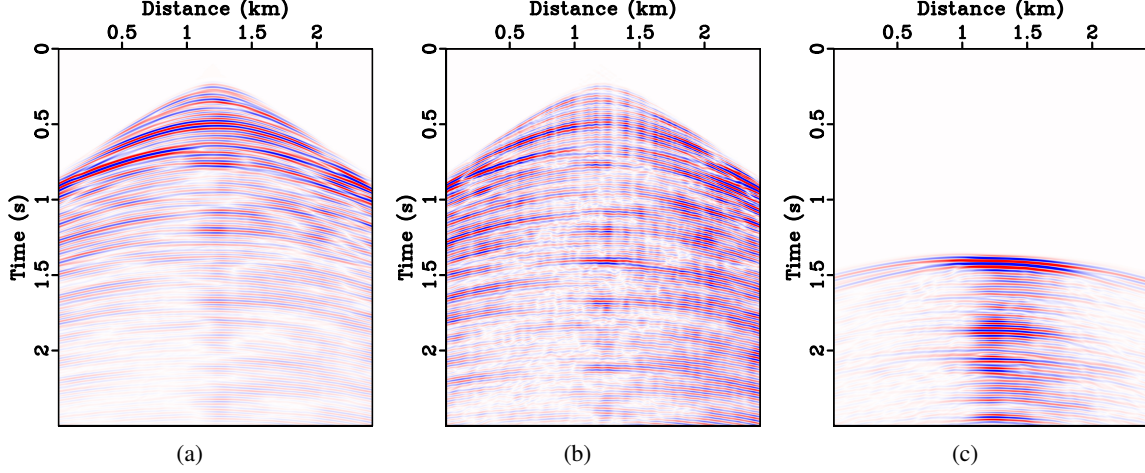 Distance (km) Distance (km) Distance (km)
0.5 1 1.5 2 0.5 1 1.5 2 0.5 1 1.5 2
0 0 0
0.5 0.5 0.5
1 1 1
Time (s) Time (s) Time (s)
1.5 1.5 1.5
2 2 2
(a) (b) (c)